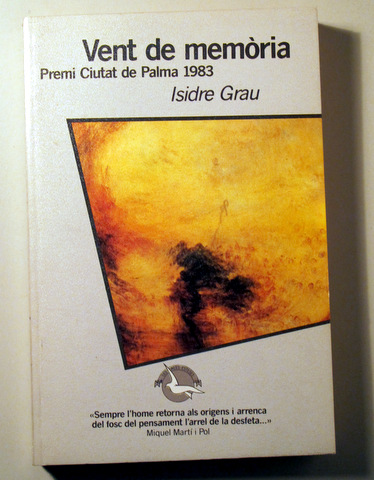 Vent de memòria
Premi Ciutat de Palma 1983
Isidre Grau
«Sempre l'home retorna als orígens i arrenca
del fosc del pensament l'arrel de la desfeta...»
Miquel Martí i Pol